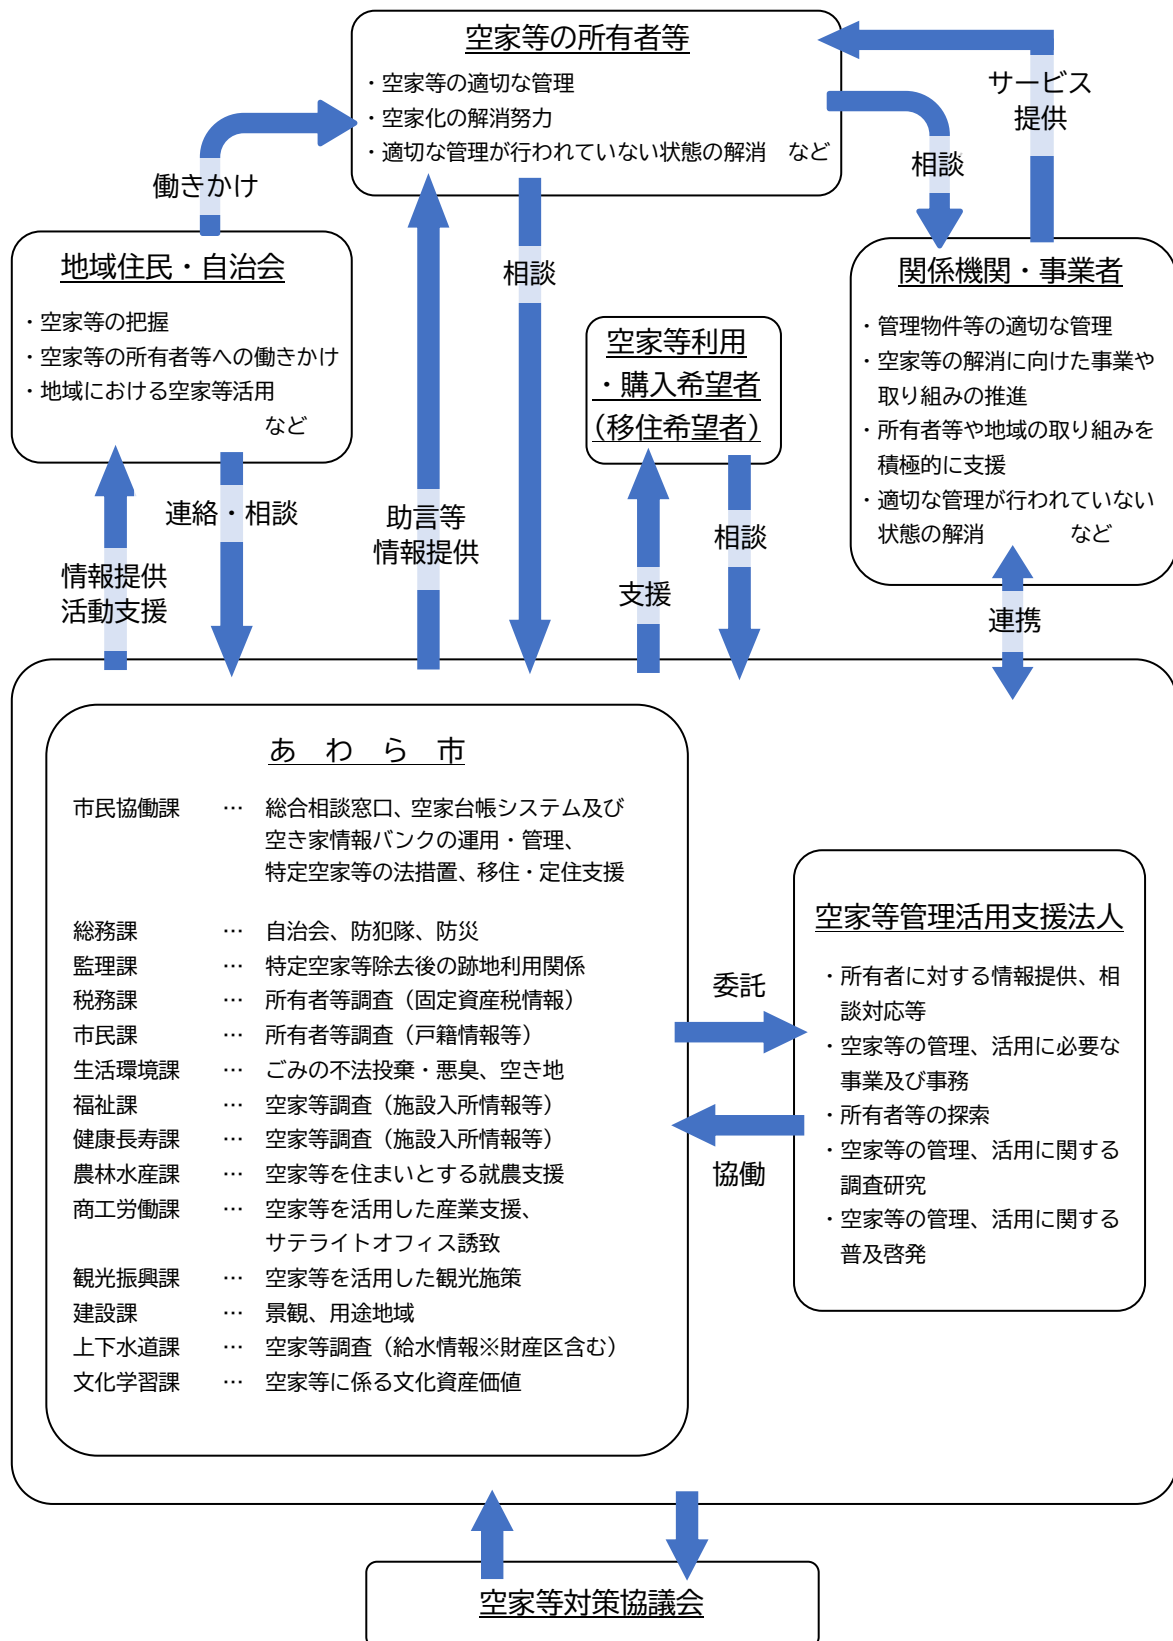 空家等の所有者等
・空家等の適切な管理
・空家化の解消努力
・適切な管理が行われていない状態の解消　など
サービス
提供
相談
働きかけ
地域住民・自治会
・空家等の把握
・空家等の所有者等への働きかけ
・地域における空家等活用
など
相談
空家等利用
・購入希望者
（移住希望者）
関係機関・事業者
・管理物件等の適切な管理
・空家等の解消に向けた事業や
取り組みの推進
・所有者等や地域の取り組みを
積極的に支援
・適切な管理が行われていない
状態の解消　　　　など
情報提供
活動支援
連絡・相談
助言等
情報提供
支援
相談
連携
あ　わ　ら　市
市民協働課　…　総合相談窓口、空家台帳システム及び
空き家情報バンクの運用・管理、
特定空家等の法措置、移住・定住支援
総務課　…　自治会、防犯隊、防災
監理課　…　特定空家等除去後の跡地利用関係
税務課　…　所有者等調査（固定資産税情報）
市民課　…　所有者等調査（戸籍情報等）
生活環境課　…　ごみの不法投棄・悪臭、空き地
福祉課　…　空家等調査（施設入所情報等）
健康長寿課　…　空家等調査（施設入所情報等）
農林水産課　…　空家等を住まいとする就農支援
商工労働課　…　空家等を活用した産業支援、
サテライトオフィス誘致
観光振興課　…　空家等を活用した観光施策
建設課　…　景観、用途地域
上下水道課　…　空家等調査（給水情報※財産区含む）
文化学習課　…　空家等に係る文化資産価値
委託
協働
空家等管理活用支援法人
・所有者に対する情報提供、相
談対応等
・空家等の管理、活用に必要な
事業及び事務
・所有者等の探索
・空家等の管理、活用に関する
調査研究
・空家等の管理、活用に関する
普及啓発
空家等対策協議会